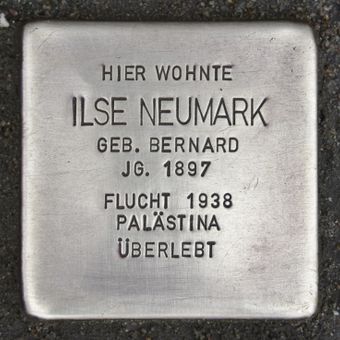 HIER WOHNTE
ILSE NEUMARK
GEB. BERNARD
JG. 1897
FLUCHT 1938
PALÄSTINA
ÜBERLEBT